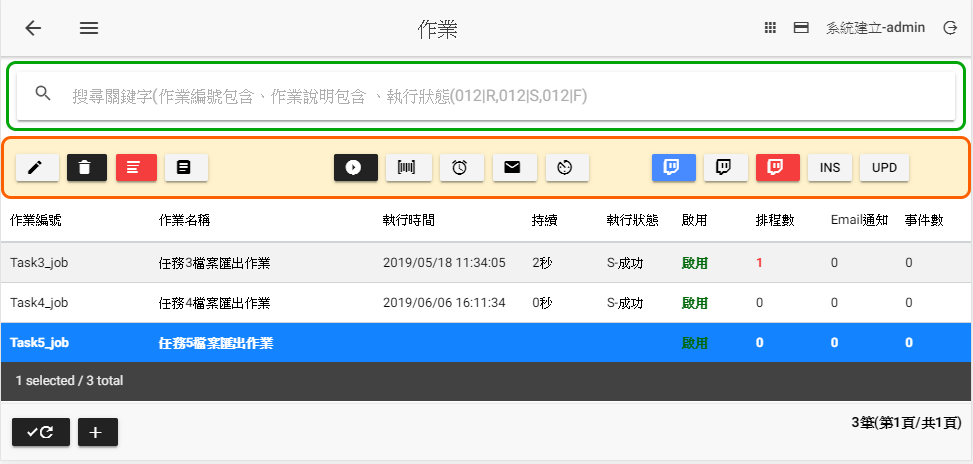 作業
系統建立-admin
搜尋關鍵字(作業編號包含、作業說明包含 、執行狀態(012|R,012|S,012|F)
INS UPD
作業編號 作業名稱 執行時間 持續 執行狀態 啟用 排程數 Email通知 事件數
Task3_job 任務3檔案匯出作業 2019/05/18 11:34:05 2秒 S-成功 啟用 1 0 0
Task4_job 任務4檔案匯出作業 2019/06/06 16:11:34 0秒 S-成功 啟用 0 0 0
Task5_job 任務5檔案匯出作業 啟用 0 0 0
1 selected / 3 total
3筆(第1頁/共1頁)